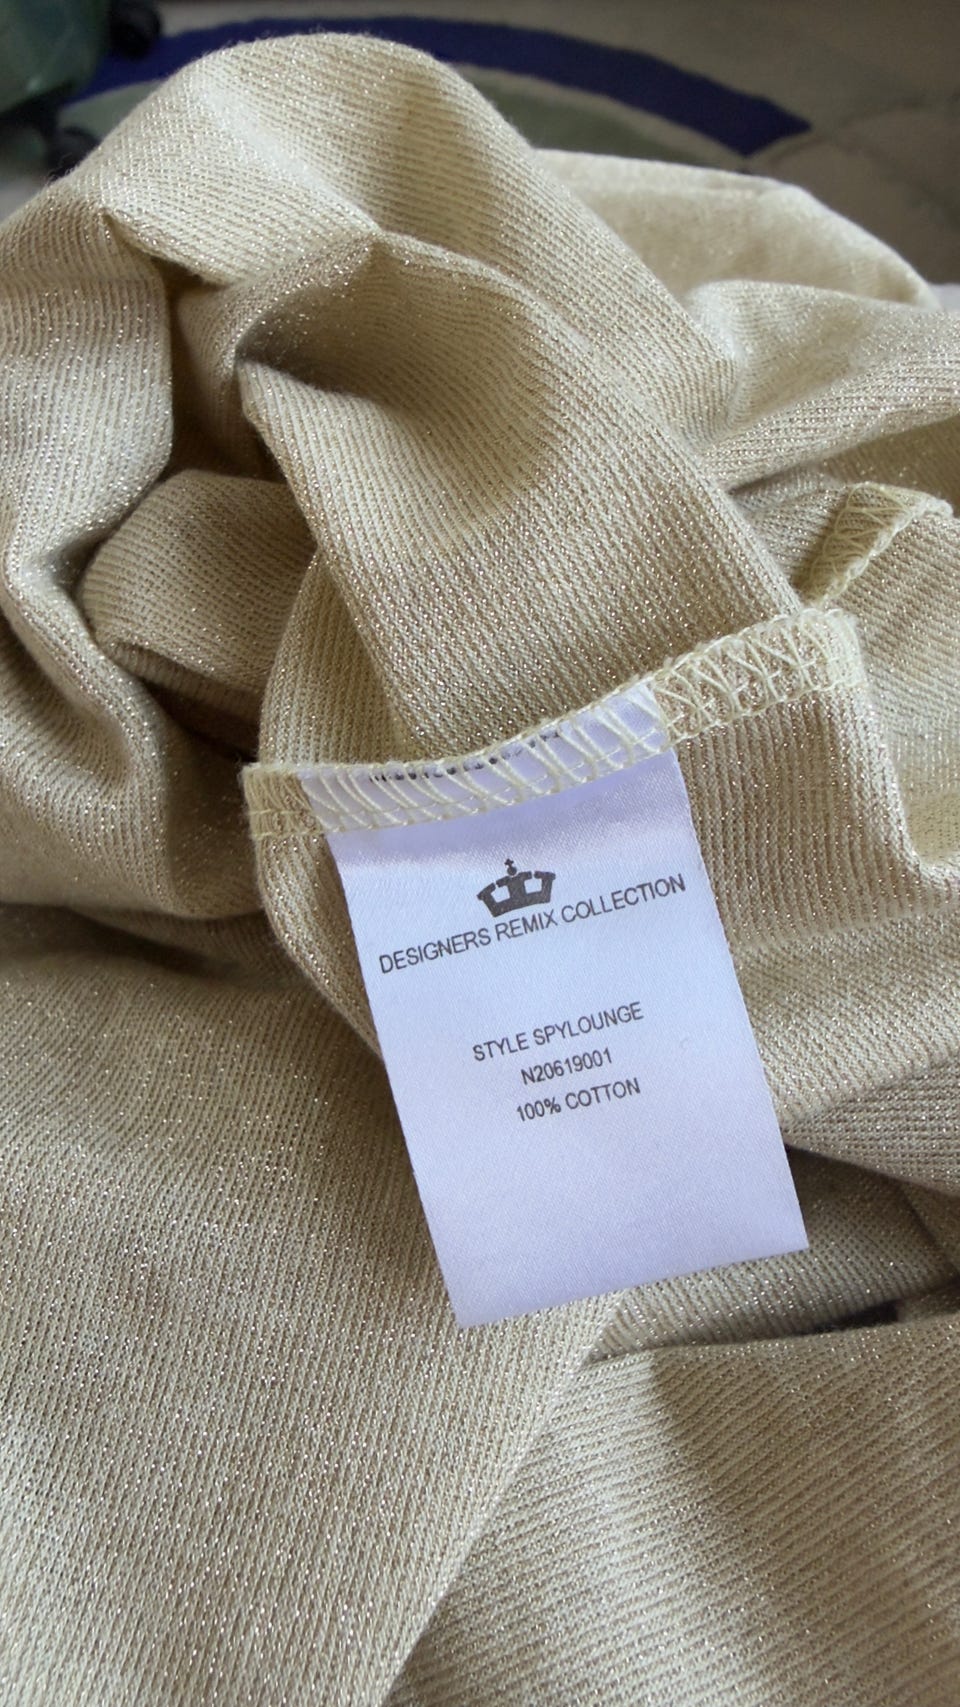 DESIGNERS REMIX COLLECTION
STYLE SPYLOUNGE
N20619001
100% COTTON